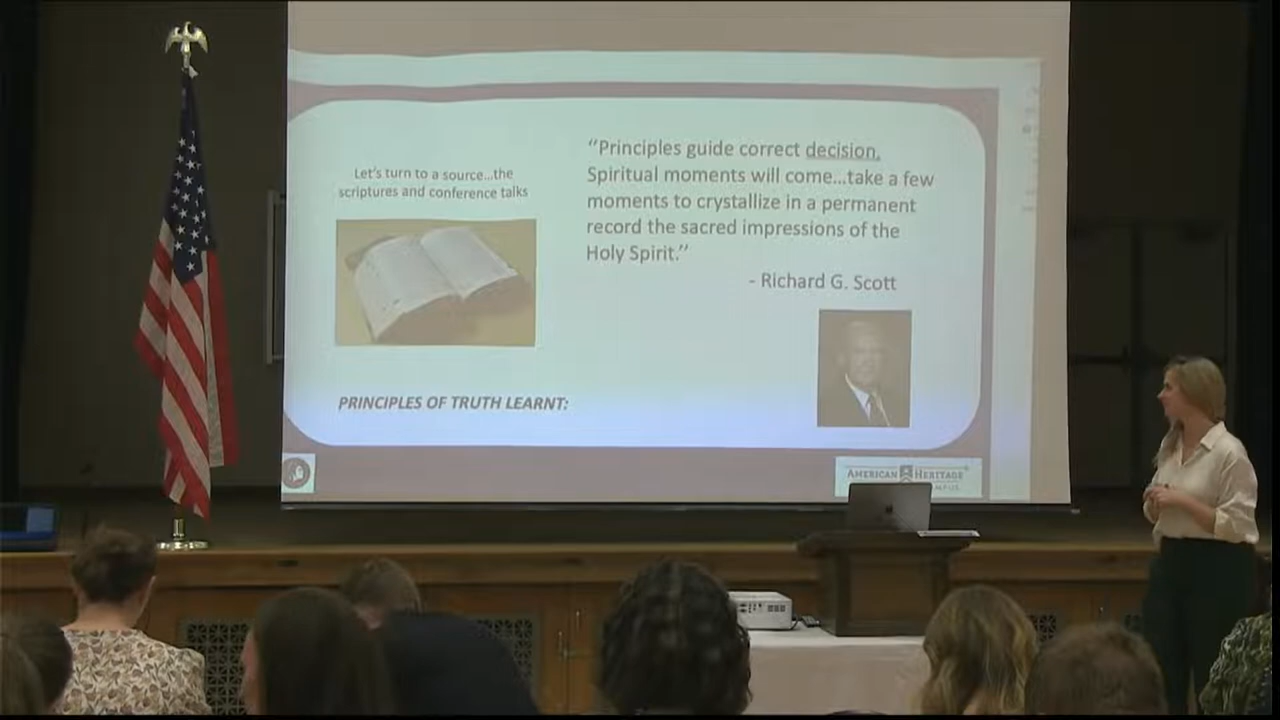 Let's turn to a source...the
scriptures and conference talks
PRINCIPLES OF TRUTH LEARNT:
"Principles guide correct decision.
Spiritual moments will come...take a few
moments to crystallize in a permanent
record the sacred impressions of the
Holy Spirit."
- Richard G. Scott
AMERICAN HERITAGE